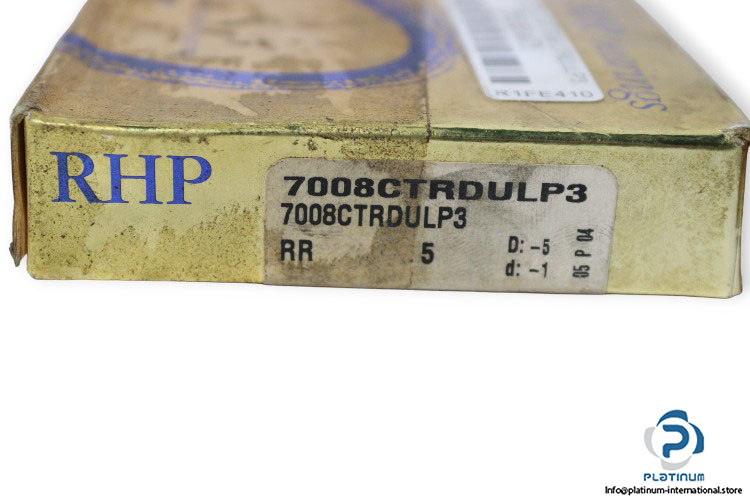 R1FE410
RHP
7008CTRDULP3
7008CTRDULP3
RR 5 D: -5
d: -1
05 P 04
PLATINUM
Info@platinum-international.store